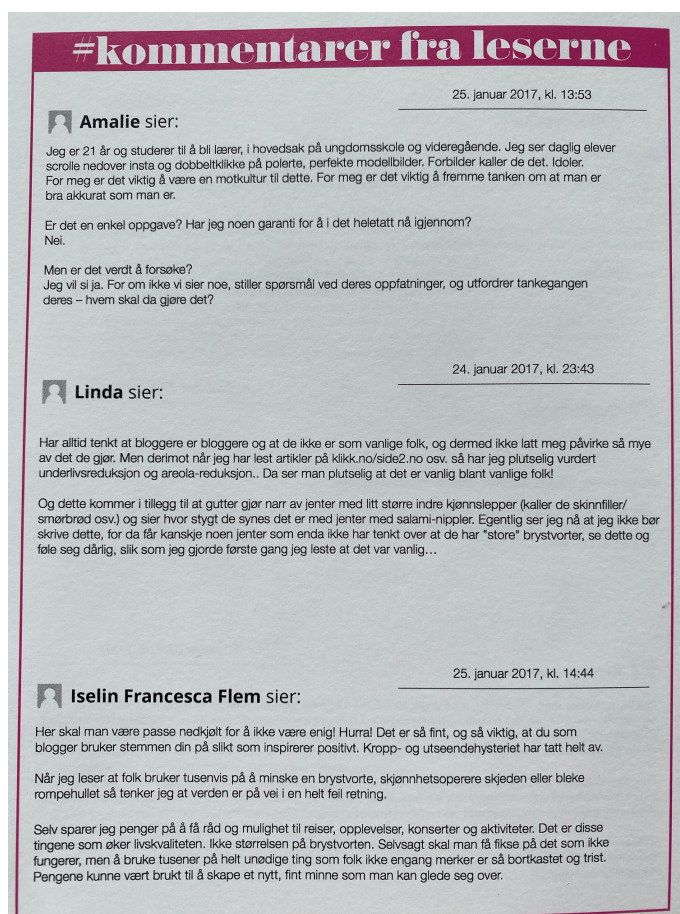 #kommentarer fra leserne
25. januar 2017, kl. 13:53
Amalie sier:
Jeg er 21 år og studerer til å bli lærer, i hovedsak på ungdomsskole og videregående. Jeg ser daglig elever
scrolle nedover insta og dobbeltklikke på polerte, perfekte modellbilder. Forbilder kaller de det. Idoler.
For meg er det viktig å være en motkultur til dette. For meg er det viktig å fremme tanken om at man er
bra akkurat som man er.
Er det en enkel oppgave? Har jeg noen garanti for å i det heletatt nå igjennom?
Nei.
Men er det verdt å forsøke?
Jeg vil si ja. For om ikke vi sier noe, stiller spørsmål ved deres oppfatninger, og utfordrer tankegangen
deres – hvem skal da gjøre det?
24. januar 2017, kl. 23:43
Linda sier:
Har alltid tenkt at bloggere er bloggere og at de ikke er som vanlige folk, og dermed ikke latt meg påvirke så mye
av det de gjør. Men derimot når jeg har lest artikler på klikk.no/side2.no osv. så har jeg plutselig vurdert
underlivsreduksjon og areola-reduksjon.. Da ser man plutselig at det er vanlig blant vanlige folk!
Og dette kommer i tillegg til at gutter gjør narr av jenter med litt større indre kjønnslepper (kaller de skinnfiller/
smørbrød osv.) og sier hvor stygt de synes det er med jenter med salami-nippler. Egentlig ser jeg nå at jeg ikke bør
skrive dette, for da får kanskje noen jenter som enda ikke har tenkt over at de har "store" brystvorter, se dette og
føle seg dårlig, slik som jeg gjorde første gang jeg leste at det var vanlig…
25. januar 2017, kl. 14:44
Iselin Francesca Flem sier:
Her skal man være passe nedkjølt for å ikke være enig! Hurra! Det er så fint, og så viktig, at du som
blogger bruker stemmen din på slikt som inspirerer positivt. Kropp- og utseendehysteriet har tatt helt av.
Når jeg leser at folk bruker tusenvis på å minske en brystvorte, skjønnhetsoperere skjeden eller bleke
rompehullet så tenker jeg at verden er på vei i en helt feil retning.
Selv sparer jeg penger på å få råd og mulighet til reiser, opplevelser, konserter og aktiviteter. Det er disse
tingene som øker livskvaliteten. Ikke størrelsen på brystvorten. Selvsagt skal man få fikse på det som ikke
fungerer, men å bruke tusener på helt unødige ting som folk ikke engang merker er så bortkastet og trist.
Pengene kunne vært brukt til å skape et nytt, fint minne som man kan glede seg over.